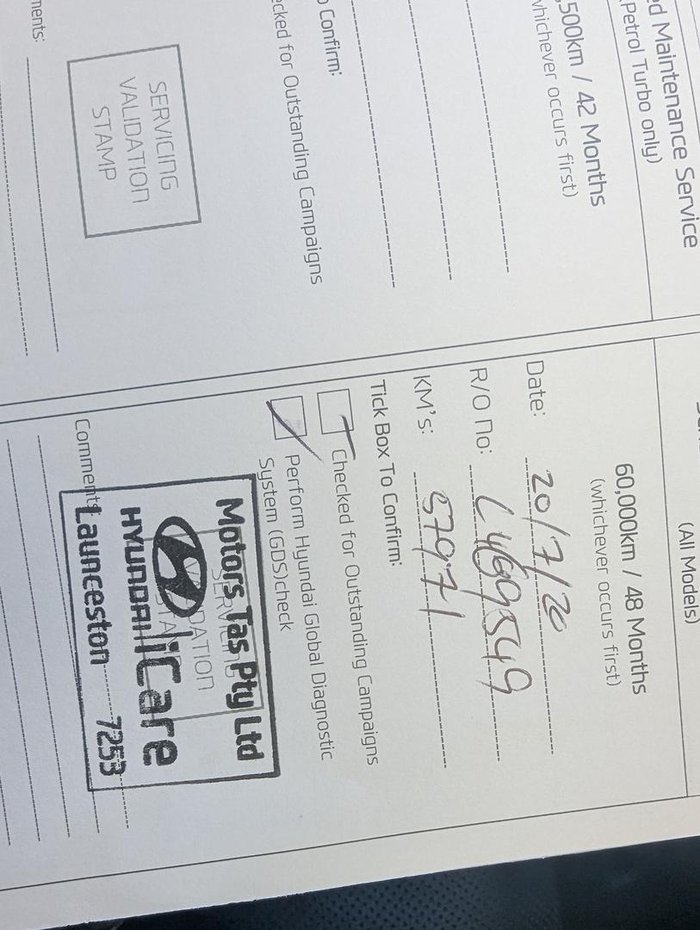 ed Maintenance Service
Petrol Turbo only)
,500km / 42 Months
whichever occurs first)
o Confirm:
ecked for Outstanding Campaigns
SERVICING
VALIDATION
STAMP
ments:
(All Models)
60,000km / 48 Months
(whichever occurs first)
Date: 20/7/20
R/O no: L4699549
KM's: 57971
Tick Box To Confirm:
Checked for Outstanding Campaigns
Perform Hyundai Global Diagnostic
System (GDS)check
Motors Tas Pty Ltd
iCare
HYUNDAI
Comments
Launceston 7253